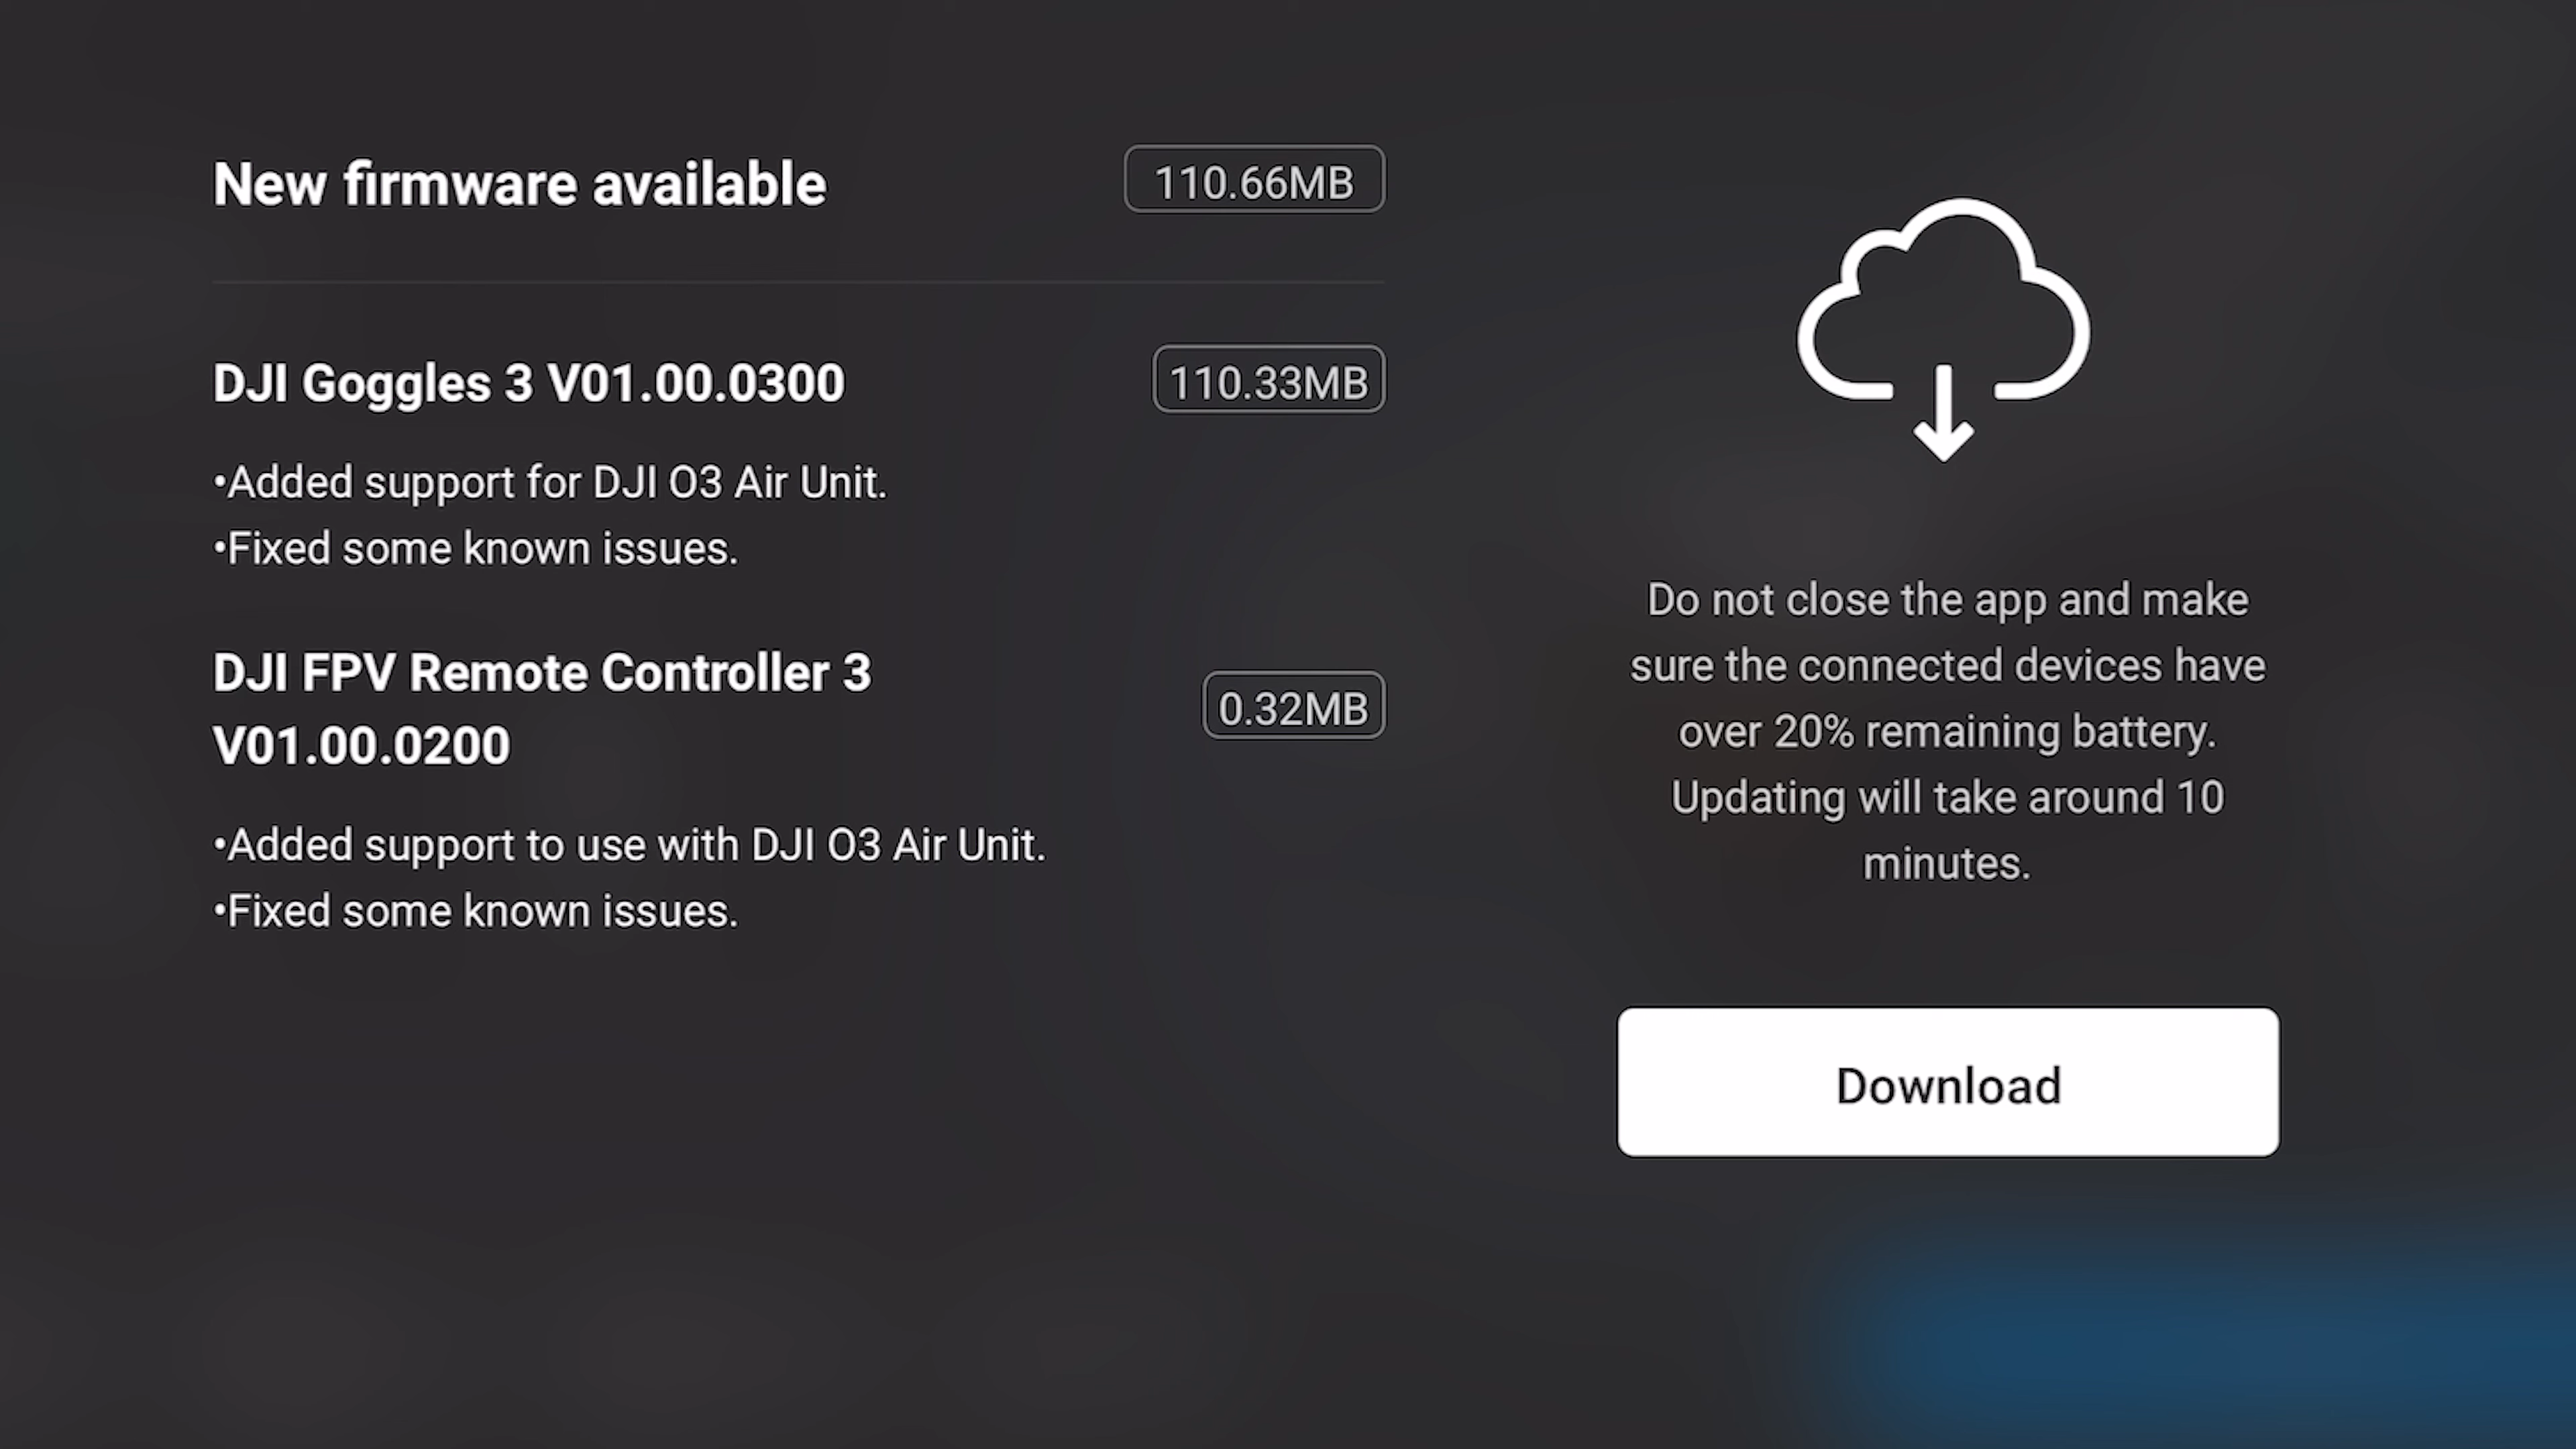 New firmware available
110.66MB
DJI Goggles 3 V01.00.0300
110.33MB
•Added support for DJI O3 Air Unit.
•Fixed some known issues.
DJI FPV Remote Controller 3
V01.00.0200
0.32MB
•Added support to use with DJI O3 Air Unit.
•Fixed some known issues.
Do not close the app and make
sure the connected devices have
over 20% remaining battery.
Updating will take around 10
minutes.
Download